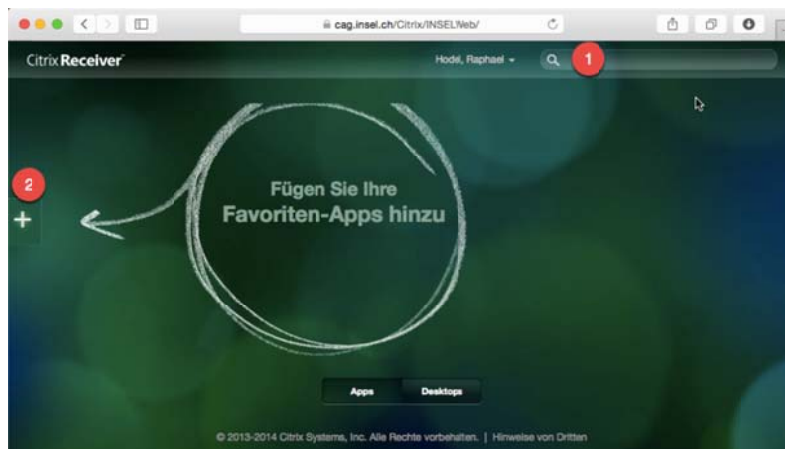 cag.insel.ch/Citrix/INSELWeb/
Citrix Receiver™
Hodel, Raphael
1
2
Fügen Sie Ihre
Favoriten-Apps hinzu
Apps
Desktops
© 2013-2014 Citrix Systems, Inc. Alle Rechte vorbehalten. | Hinweise von Dritten